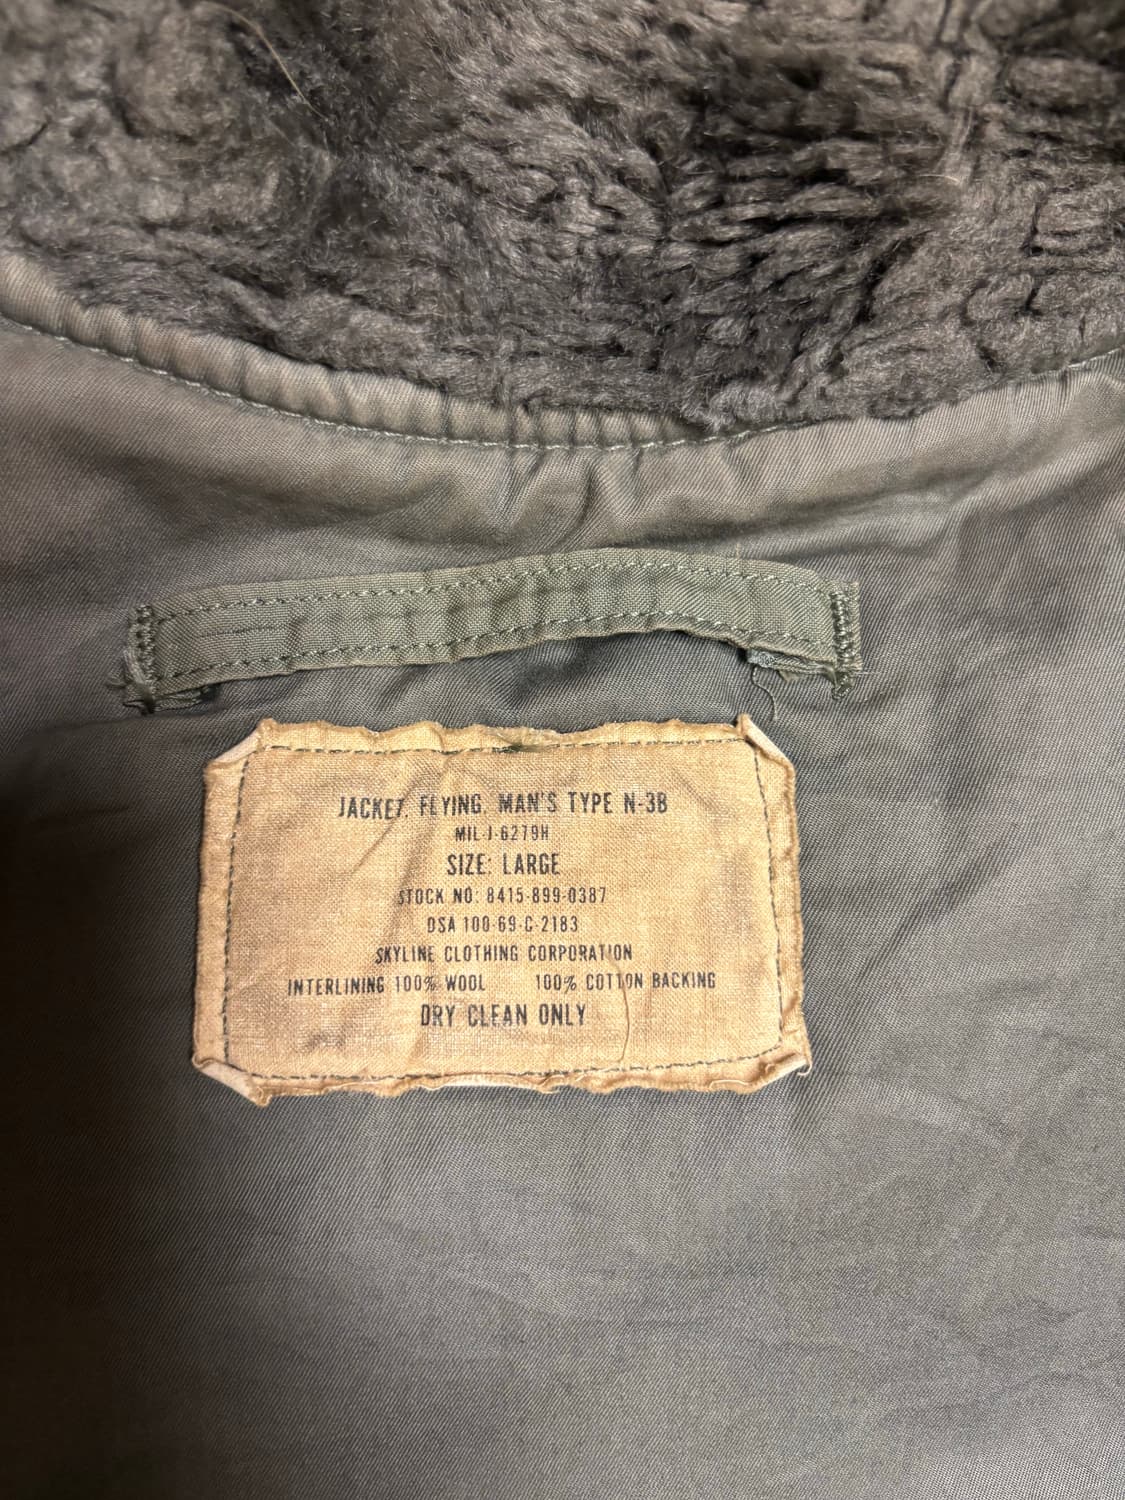 JACKET, FLYING, MAN'S TYPE N-3B
MIL-J-6279H
SIZE: LARGE
STOCK NO: 8415-899-0387
DSA 100-69-C-2183
SKYLINE CLOTHING CORPORATION
INTERLINING 100% WOOL 100% COTTON BACKING
DRY CLEAN ONLY